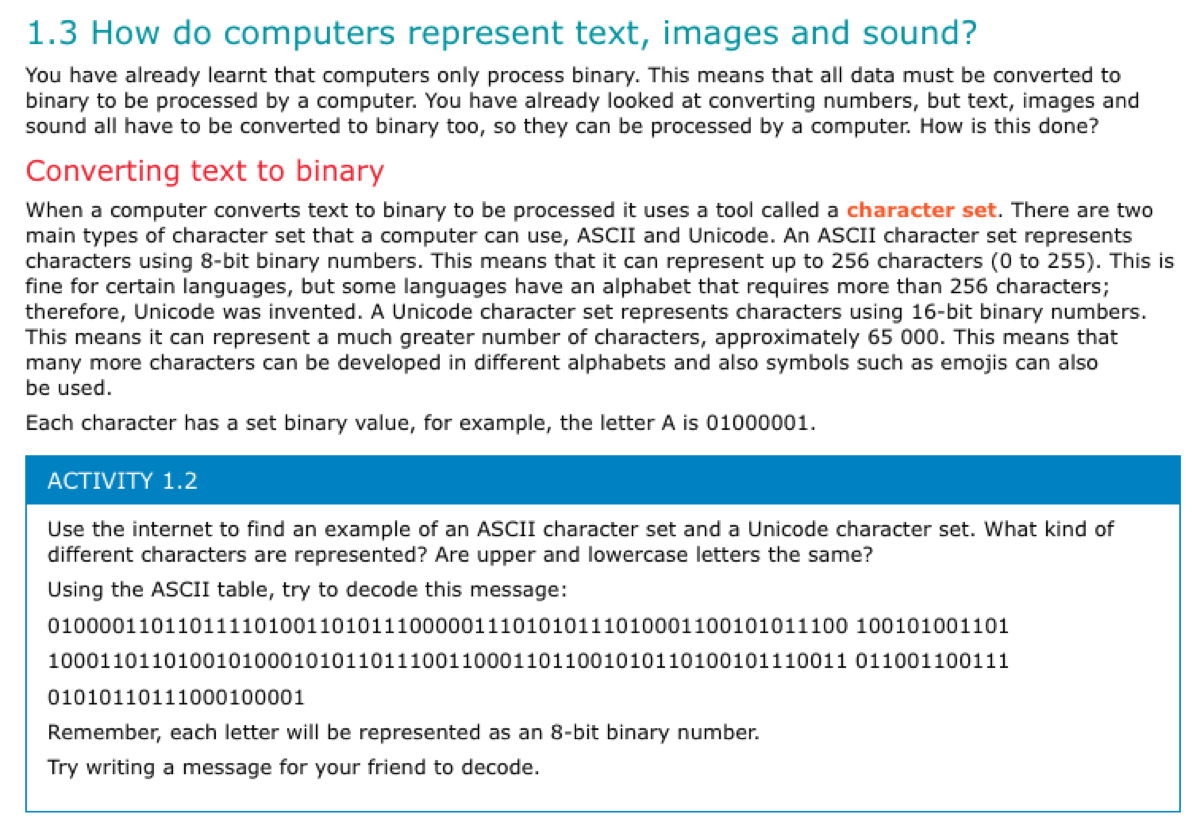 1.3 How do computers represent text, images and sound?
You have already learnt that computers only process binary. This means that all data must be converted to
binary to be processed by a computer. You have already looked at converting numbers, but text, images and
sound all have to be converted to binary too, so they can be processed by a computer. How is this done?
Converting text to binary
When a computer converts text to binary to be processed it uses a tool called a character set. There are two
main types of character set that a computer can use, ASCII and Unicode. An ASCII character set represents
characters using 8-bit binary numbers. This means that it can represent up to 256 characters (0 to 255). This is
fine for certain languages, but some languages have an alphabet that requires more than 256 characters;
therefore, Unicode was invented. A Unicode character set represents characters using 16-bit binary numbers.
This means it can represent a much greater number of characters, approximately 65 000. This means that
many more characters can be developed in different alphabets and also symbols such as emojis can also
be used.
Each character has a set binary value, for example, the letter A is 01000001.
ACTIVITY 1.2
Use the internet to find an example of an ASCII character set and a Unicode character set. What kind of
different characters are represented? Are upper and lowercase letters the same?
Using the ASCII table, try to decode this message:
01000011011011110100110101110000011101010111010001100101011100 100101001101
10001101101001010001010110111001100011011001010110100101110011 011001100111
01010110111000100001
Remember, each letter will be represented as an 8-bit binary number.
Try writing a message for your friend to decode.